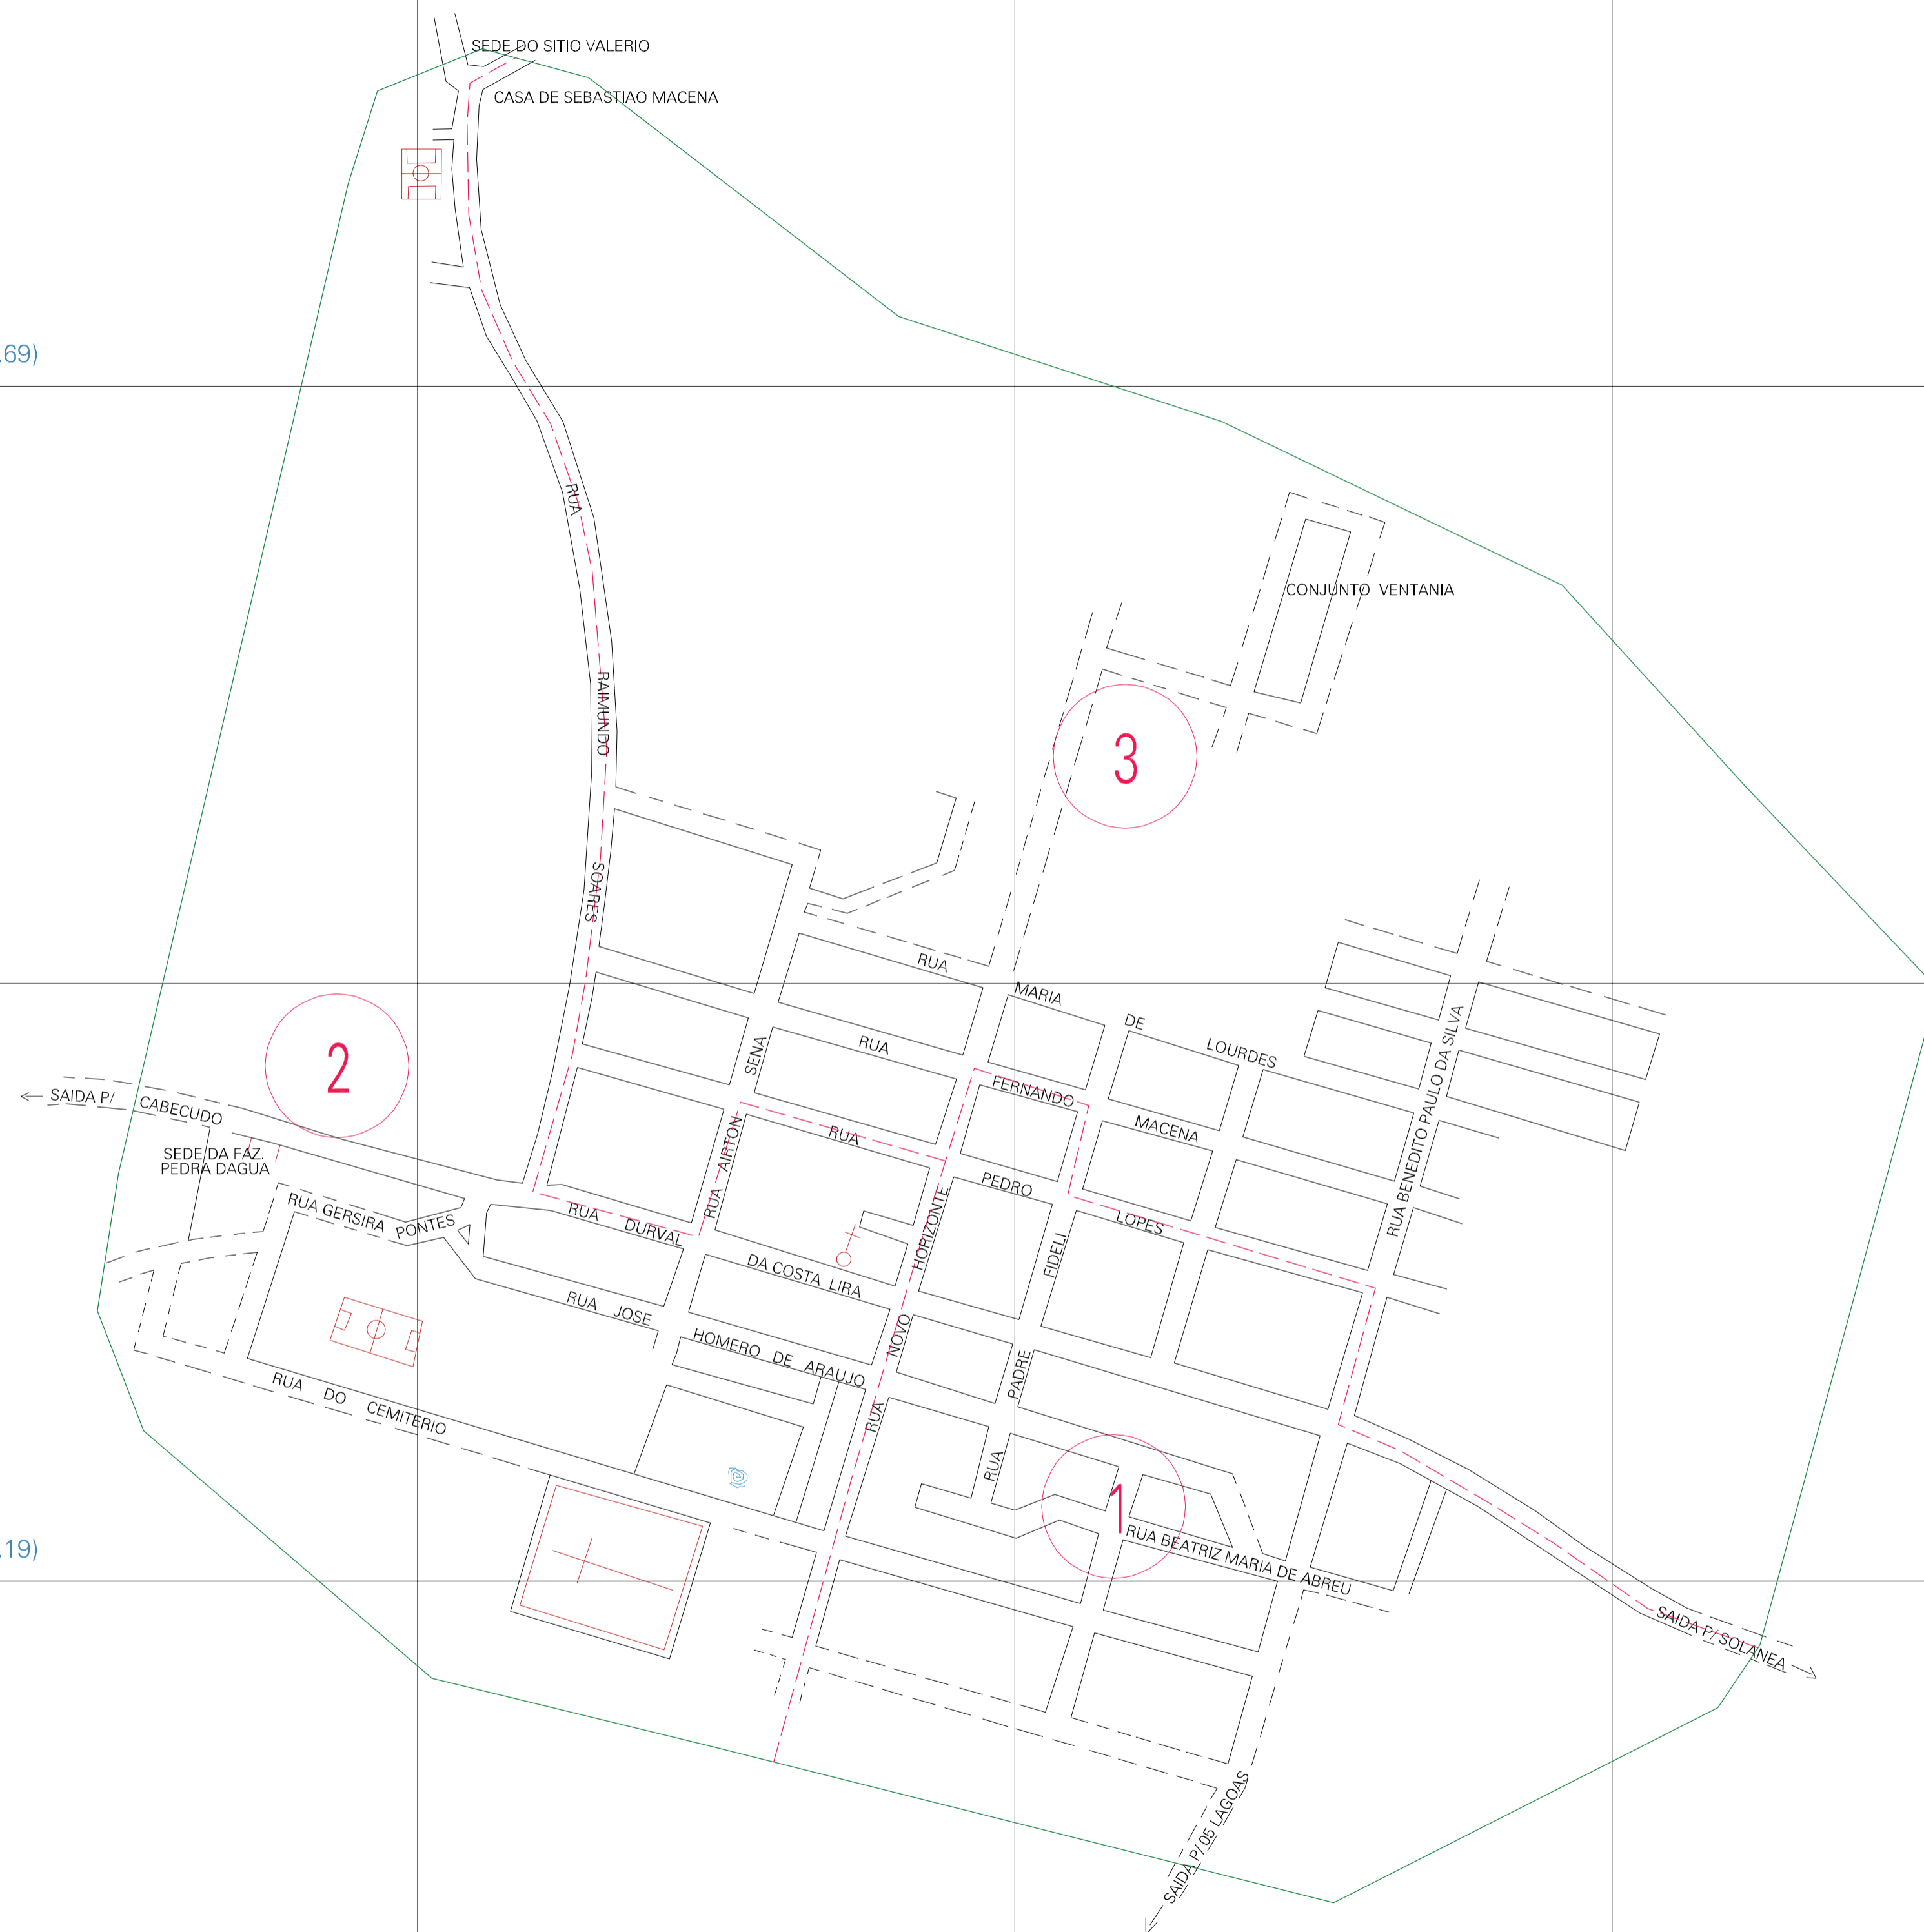 SEDE DO SITIO VALERIO
CASA DE SEBASTIAO MACENA
.69)
RUA RAIMUNDO SOARES
CONJUNTO VENTANIA
3
RUA MARIA DE LOURDES
2
SAIDA P/ CABECUDO
SEDE DA FAZ.
PEDRA DAGUA
RUA GERSIRA PONTES
RUA AIRTON SENA
RUA FERNANDO MACENA
RUA PEDRO LOPES
RUA BENEDITO PAULO DA SILVA
RUA DURVAL DA COSTA LIRA
RUA JOSE HOMERO DE ARAUJO
RUA NOVO HORIZONTE
RUA PADRE FIDELI
RUA DO CEMITERIO
1
RUA BEATRIZ MARIA DE ABREU
.19)
SAIDA P/ SOLANEA
SAIDA P/ 05 LAGOAS